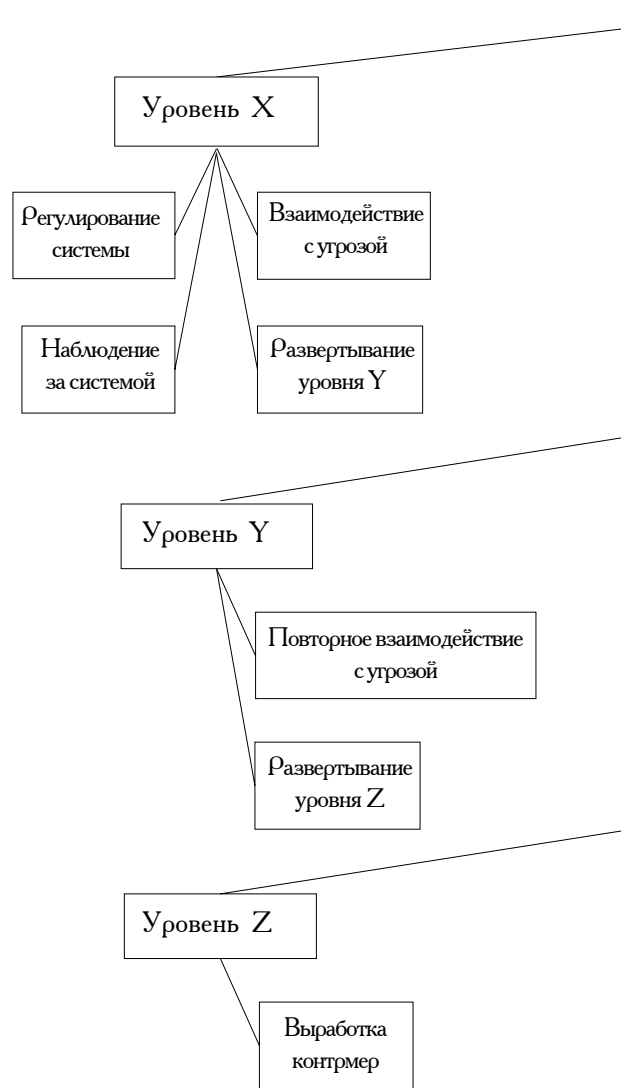 Уровень X
Регулирование
системы
Взаимодействие
с угрозой
Наблюдение
за системой
Развертывание
уровня Y
Уровень Y
Повторное взаимодействие
с угрозой
Развертывание
уровня Z
Уровень Z
Выработка
контрмер